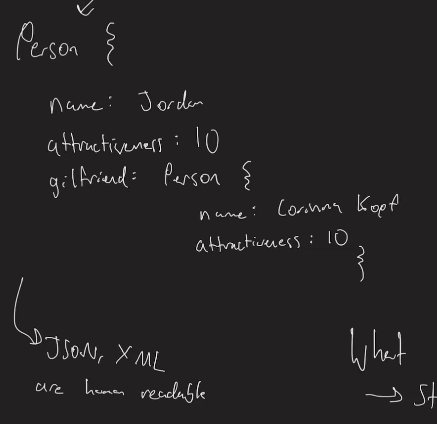 Person {
name: Jordan
attractiveness: 10
gilfriend: Person {
name: Corinna Kopf
attractiveness: 10
}
JSON, XML
are human readable
What
→ St